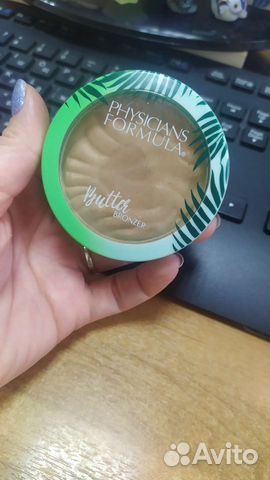 PHYSICIANS
FORMULA®
Butter
BRONZER
Avito